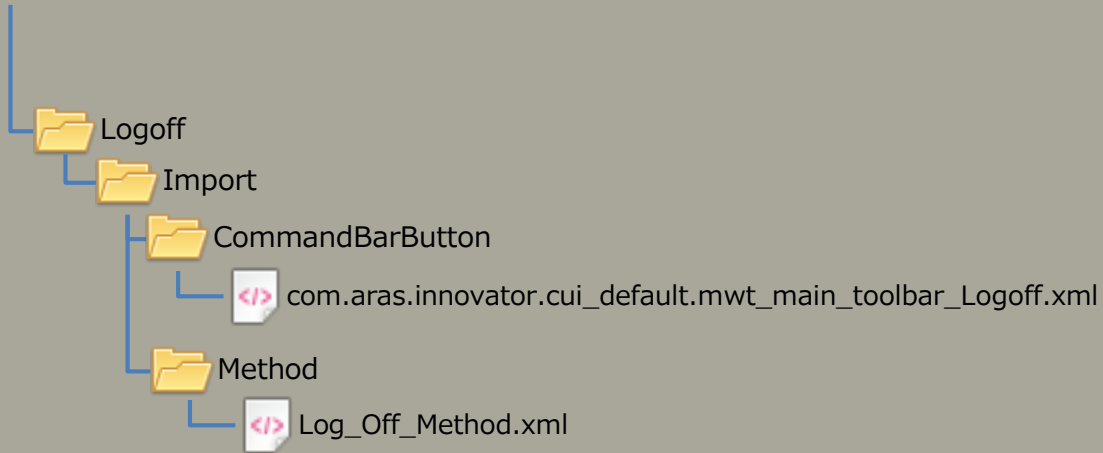 Logoff
Import
CommandBarButton
</> com.aras.innovator.cui_default.mwt_main_toolbar_Logoff.xml
Method
</> Log_Off_Method.xml